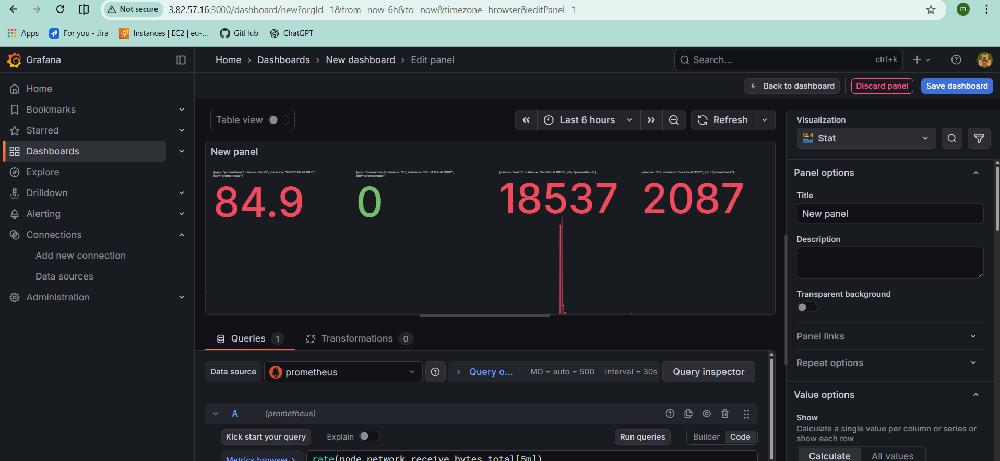 Not secure
3.82.57.16:3000/dashboard/new?orgId=1&from=now-6h&to=now&timezone=browser&editPanel=1
m
Apps
For you - Jira
Instances | EC2 | eu-...
GitHub
ChatGPT
Grafana
Home › Dashboards › New dashboard › Edit panel
Search...
ctrl+k
Home
Bookmarks
Starred
Dashboards
Explore
Drilldown
Alerting
Connections
Add new connection
Data sources
Administration
Back to dashboard
Discard panel
Save dashboard
Table view
Last 6 hours
Refresh
New panel
{app="prometheus", device="ens5", instance="98.81.124.41:9100",
job="prometheus"}
84.9
{app="prometheus", device="lo", instance="98.81.124.41:9100",
job="prometheus"}
0
{device="ens5", instance="localhost:9100", job="prometheus"}
18537
{device="lo", instance="localhost:9100", job="prometheus"}
2087
Queries 1
Transformations 0
Data source
prometheus
Query o...
MD = auto = 500
Interval = 30s
Query inspector
A
(prometheus)
Kick start your query
Explain
Run queries
Builder
Code
Metrics browser >
rate(node_network_receive_bytes_total[5m])
Visualization
12.4
Stat
Panel options
Title
New panel
Description
Transparent background
Panel links
Repeat options
Value options
Show
Calculate a single value per column or series or
show each row
Calculate
All values